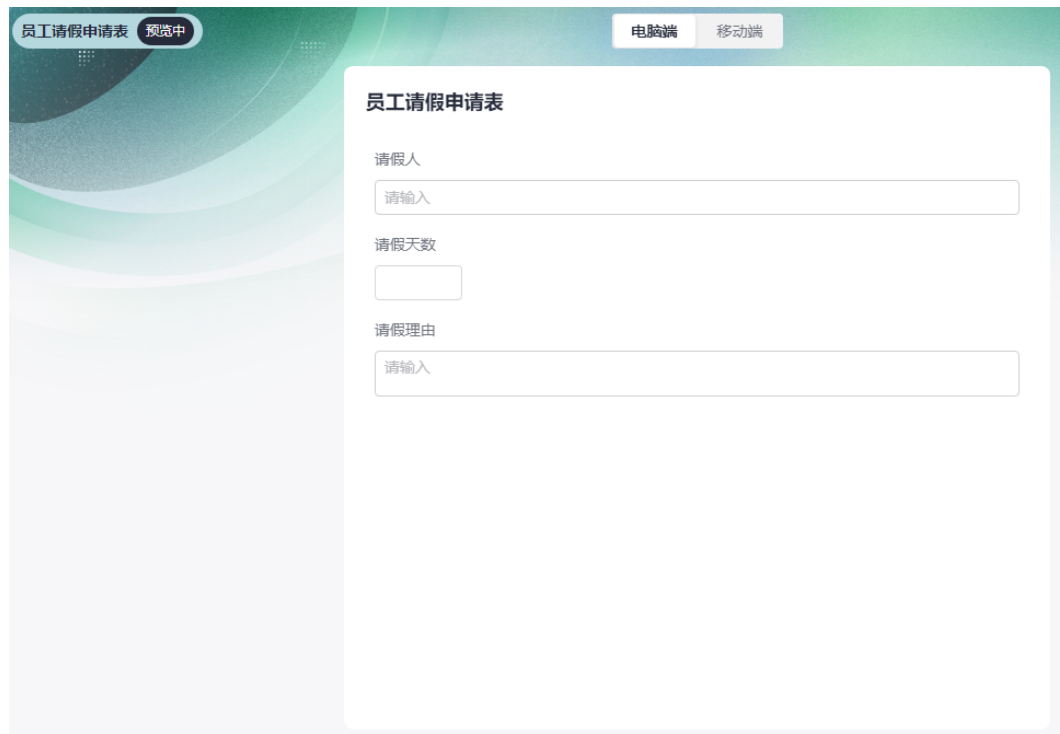 员工请假申请表 预览中
电脑端 移动端
员工请假申请表
请假人
请输入
请假天数
请假理由
请输入